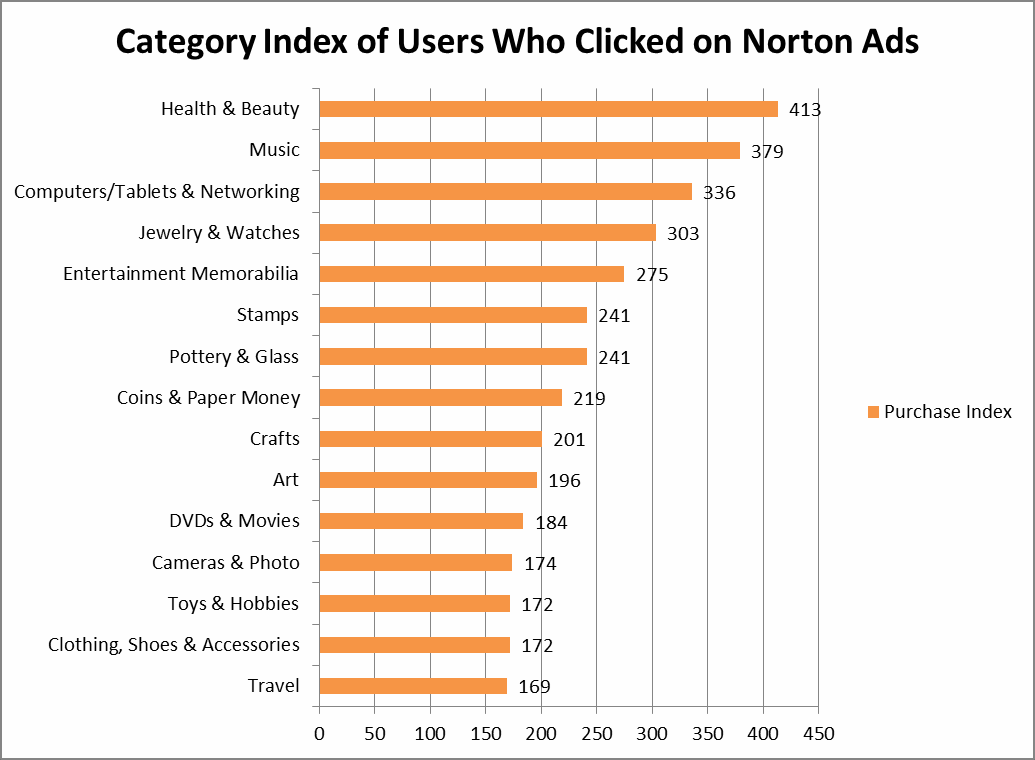 Category Index of Users Who Clicked on Norton Ads
Health & Beauty 413
Music 379
Computers/Tablets & Networking 336
Jewelry & Watches 303
Entertainment Memorabilia 275
Stamps 241
Pottery & Glass 241
Coins & Paper Money 219
Crafts 201
Art 196
DVDs & Movies 184
Cameras & Photo 174
Toys & Hobbies 172
Clothing, Shoes & Accessories 172
Travel 169
0 50 100 150 200 250 300 350 400 450
Purchase Index